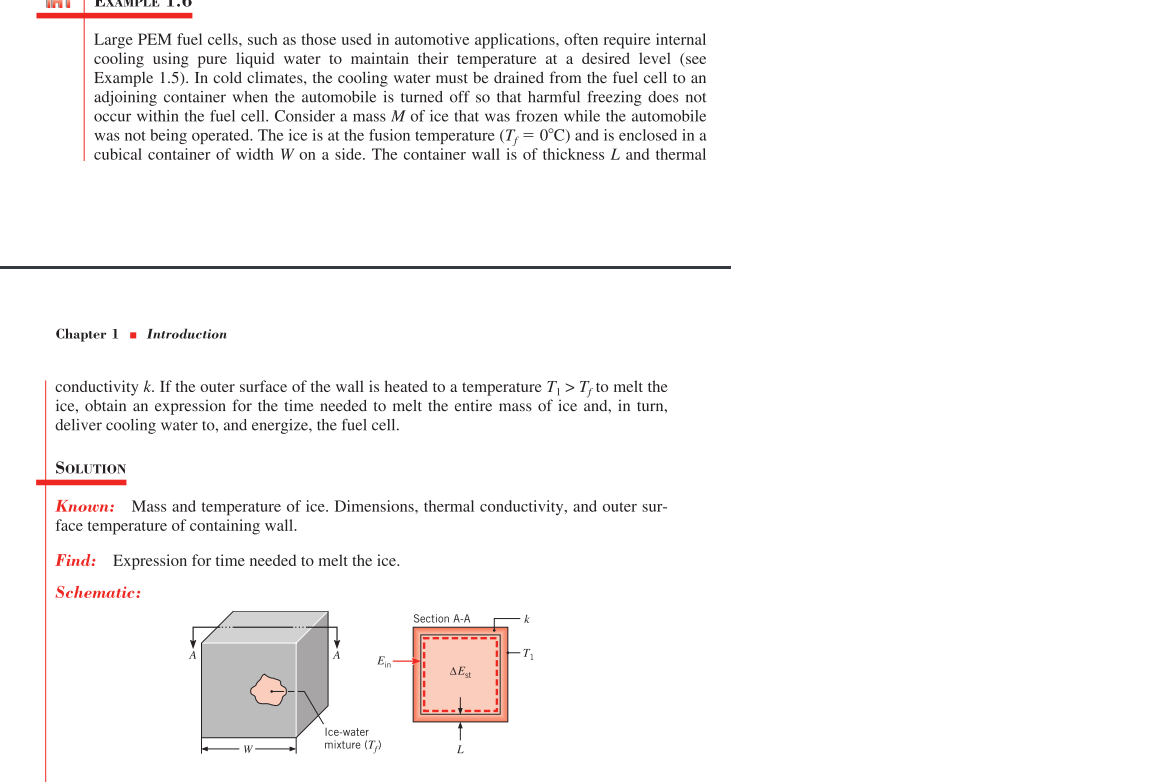 EXAMPLE 1.6
Large PEM fuel cells, such as those used in automotive applications, often require internal
cooling using pure liquid water to maintain their temperature at a desired level (see
Example 1.5). In cold climates, the cooling water must be drained from the fuel cell to an
adjoining container when the automobile is turned off so that harmful freezing does not
occur within the fuel cell. Consider a mass M of ice that was frozen while the automobile
was not being operated. The ice is at the fusion temperature (T_f = 0°C) and is enclosed in a
cubical container of width W on a side. The container wall is of thickness L and thermal
Chapter 1 ■ Introduction
conductivity k. If the outer surface of the wall is heated to a temperature T₁ > T_f to melt the
ice, obtain an expression for the time needed to melt the entire mass of ice and, in turn,
deliver cooling water to, and energize, the fuel cell.
SOLUTION
Known: Mass and temperature of ice. Dimensions, thermal conductivity, and outer sur-
face temperature of containing wall.
Find: Expression for time needed to melt the ice.
Schematic:
Section A-A
k
A
A
E_in
T₁
ΔE_st
Ice-water
mixture (T_f)
W
L